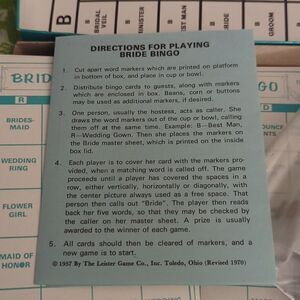 B
BRIDAL
VEIL
MINISTER
BEST
MAN
DIRECTIONS FOR PLAYING
BRIDE BINGO
1. Cut apart word markers which are printed on platform
in bottom of box, and place in cup or bowl.
2. Distribute bingo cards to guests, along with markers
which are enclosed in box. Beans, corn or buttons
may be used as additional markers, if desired.
3. One person, usually the hostess, acts as caller. She
draws the word markers out of the cup or bowl, calling
them off at the same time. Example: B—Best Man,
R—Wedding Gown. Then she places the markers on
the Bride master sheet, which is printed on the inside
box lid.
4. Each player is to cover her card with the markers pro-
vided, when a matching word is called off. The game
proceeds until a player has covered the spaces in a
row, either vertically, horizontally or diagonally, with
the center picture always used as a free space. That
person then calls out "Bride". The player then reads
back her five words, so that they may be checked by
the caller on her master sheet. A prize is usually
awarded to the winner of each game.
5. All cards should then be cleared of markers, and a
new game is to start.
© 1957 By The Leister Game Co., Inc. Toledo, Ohio (Revised 1970)
BRID
R
BRIDES-
MAID
WEDDING
RING
FLOWER
GIRL
MAID OF
HONOR
GO